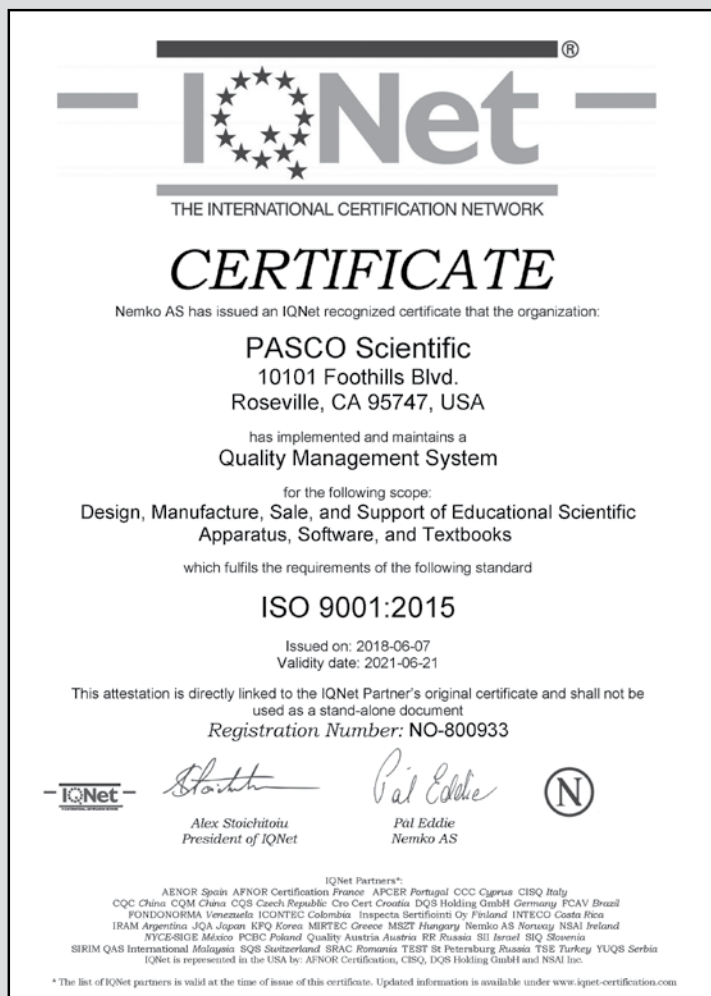 IQNet ®
THE INTERNATIONAL CERTIFICATION NETWORK
CERTIFICATE
Nemko AS has issued an IQNet recognized certificate that the organization:
PASCO Scientific
10101 Foothills Blvd.
Roseville, CA 95747, USA
has implemented and maintains a
Quality Management System
for the following scope:
Design, Manufacture, Sale, and Support of Educational Scientific
Apparatus, Software, and Textbooks
which fulfils the requirements of the following standard
ISO 9001:2015
Issued on: 2018-06-07
Validity date: 2021-06-21
This attestation is directly linked to the IQNet Partner's original certificate and shall not be
used as a stand-alone document
Registration Number: NO-800933
IQNet
Pål Eddie
N
Alex Stoichitoiu
President of IQNet
Pål Eddie
Nemko AS
IQNet Partners*:
AENOR Spain AFNOR Certification France APCER Portugal CCC Cyprus CISQ Italy
CQC China CQM China CQS Czech Republic Cro Cert Croatia DQS Holding GmbH Germany FCAV Brazil
FONDONORMA Venezuela ICONTEC Colombia Inspecta Sertifiointi Oy Finland INTECO Costa Rica
IRAM Argentina JQA Japan KFQ Korea MIRTEC Greece MSZT Hungary Nemko AS Norway NSAI Ireland
NYCE-SIGE México PCBC Poland Quality Austria Austria RR Russia SII Israel SIQ Slovenia
SIRIM QAS International Malaysia SQS Switzerland SRAC Romania TEST St Petersburg Russia TSE Turkey YUQS Serbia
IQNet is represented in the USA by: AFNOR Certification, CISQ, DQS Holding GmbH and NSAI Inc.
* The list of IQNet partners is valid at the time of issue of this certificate. Updated information is available under www.iqnet-certification.com